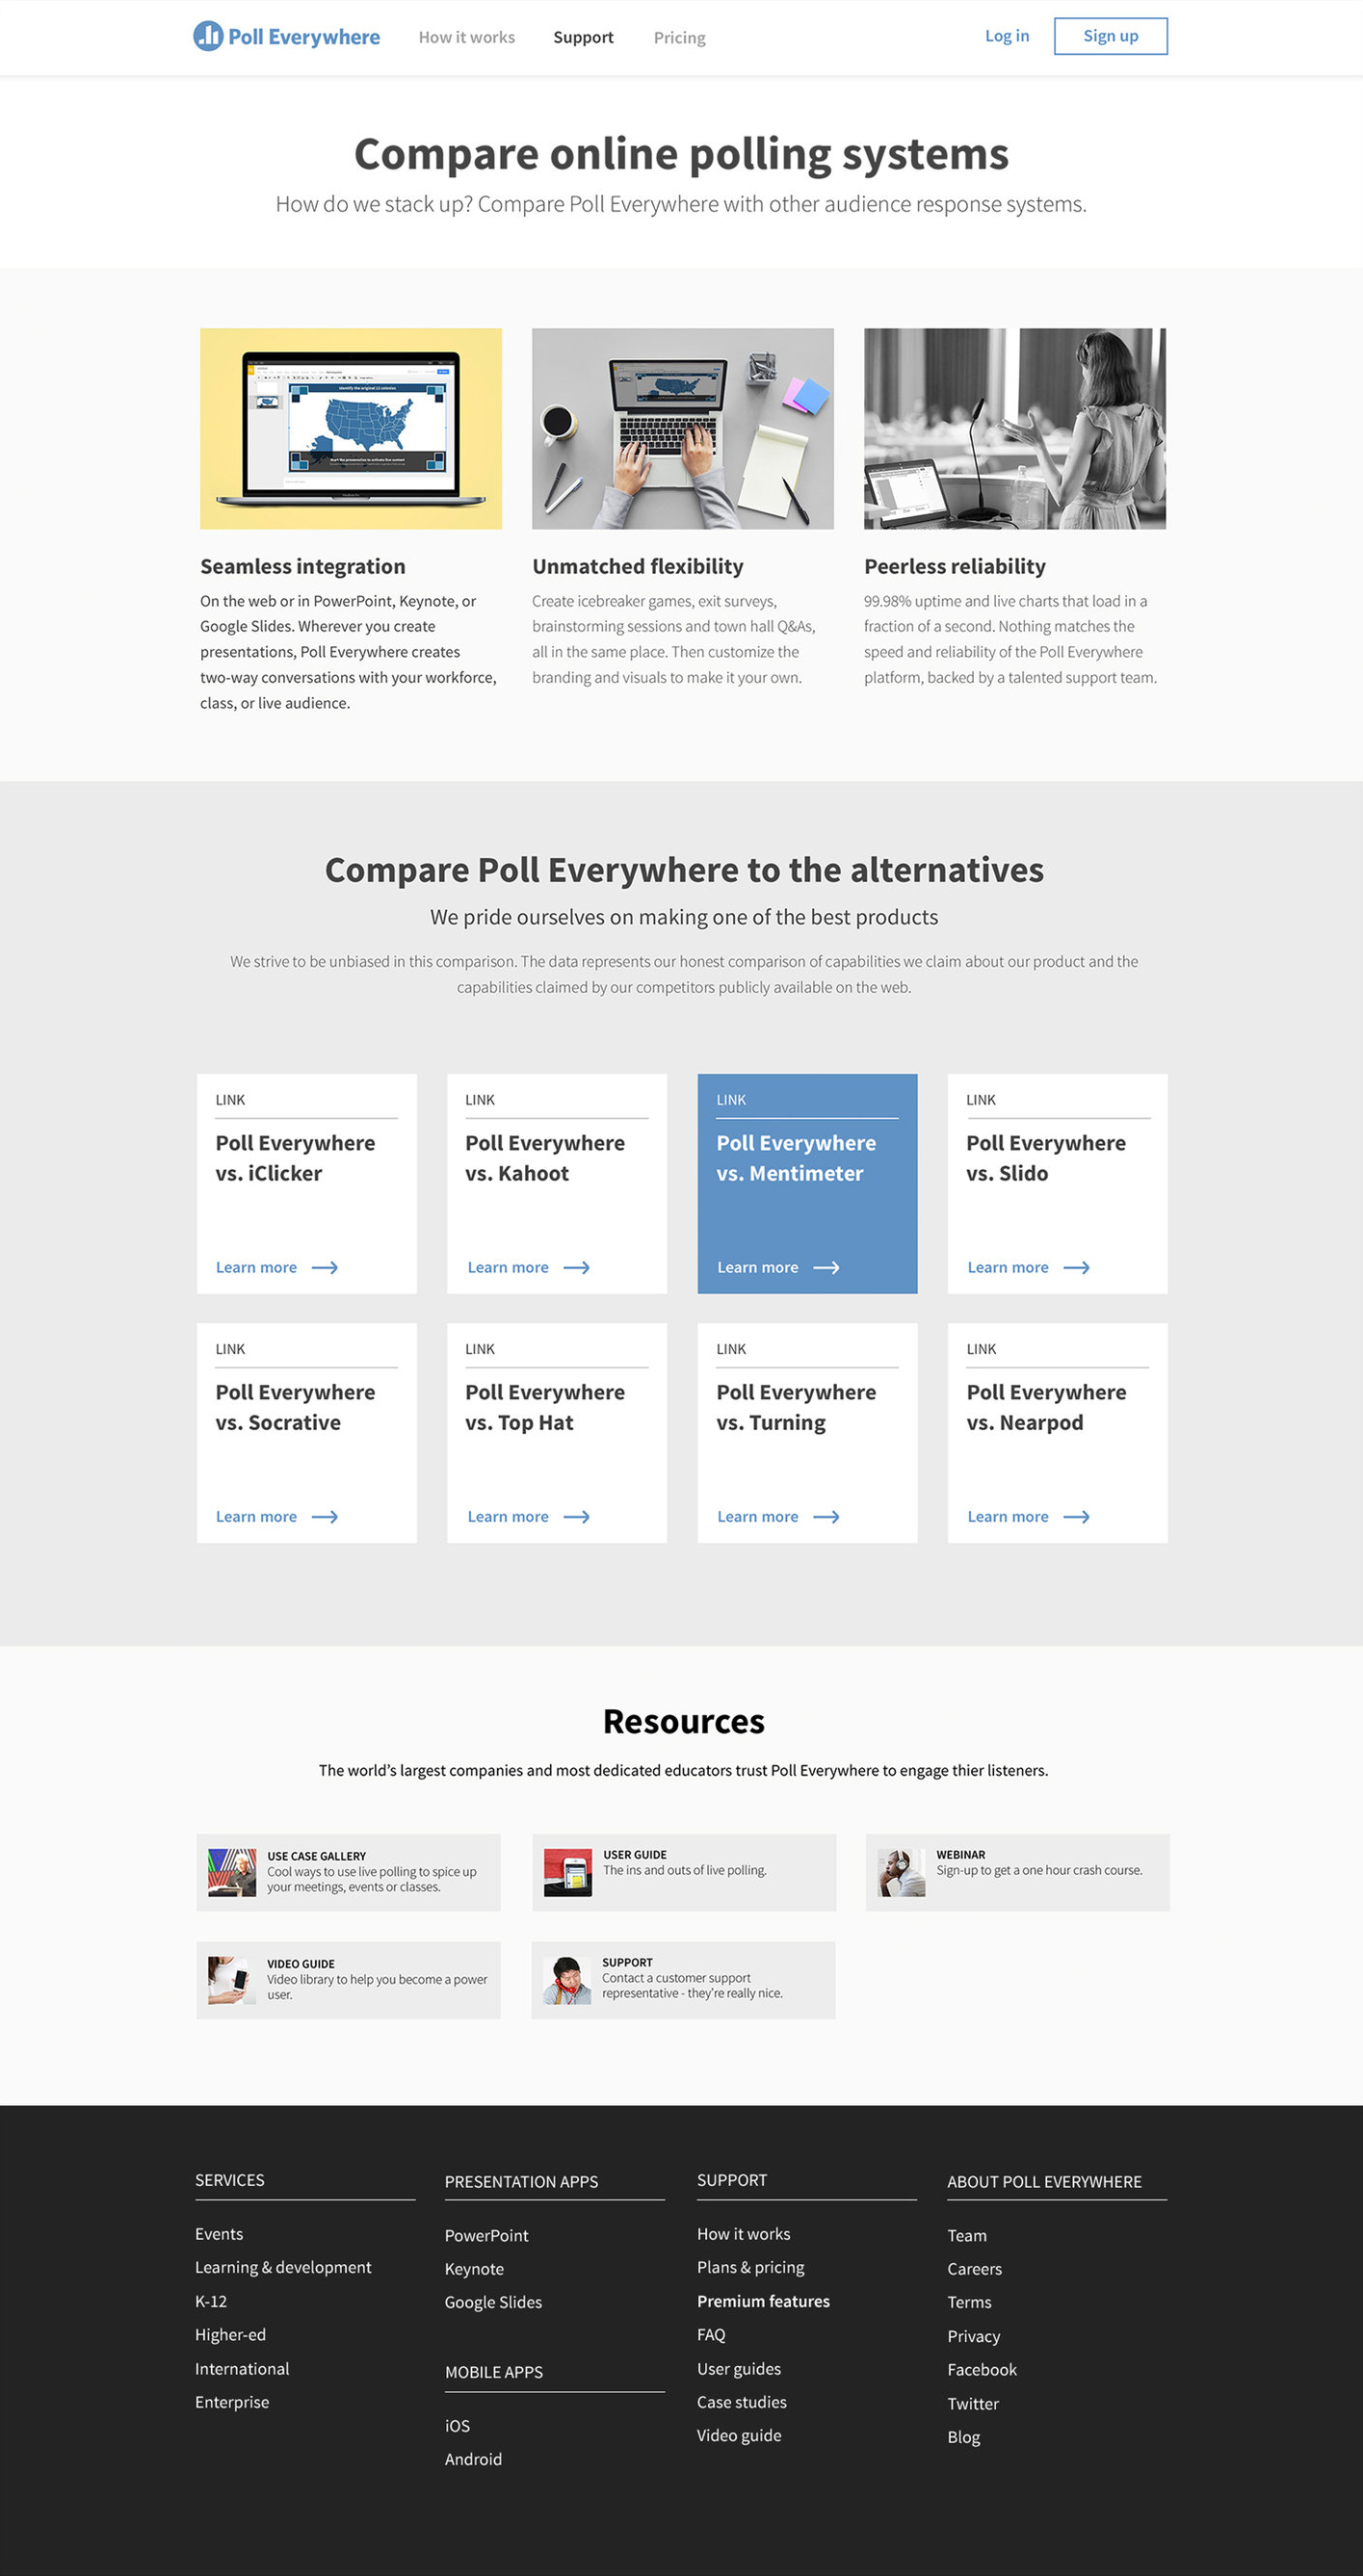 Poll Everywhere
How it works
Support
Pricing
Log in
Sign up
Compare online polling systems
How do we stack up? Compare Poll Everywhere with other audience response systems.
Identify the original 13 colonies
Seamless integration
On the web or in PowerPoint, Keynote, or
Google Slides. Wherever you create
presentations, Poll Everywhere creates
two-way conversations with your workforce,
class, or live audience.
Unmatched flexibility
Create icebreaker games, exit surveys,
brainstorming sessions and town hall Q&As,
all in the same place. Then customize the
branding and visuals to make it your own.
Peerless reliability
99.98% uptime and live charts that load in a
fraction of a second. Nothing matches the
speed and reliability of the Poll Everywhere
platform, backed by a talented support team.
Compare Poll Everywhere to the alternatives
We pride ourselves on making one of the best products
We strive to be unbiased in this comparison. The data represents our honest comparison of capabilities we claim about our product and the
capabilities claimed by our competitors publicly available on the web.
LINK
Poll Everywhere
vs. iClicker
Learn more
LINK
Poll Everywhere
vs. Kahoot
Learn more
LINK
Poll Everywhere
vs. Mentimeter
Learn more
LINK
Poll Everywhere
vs. Slido
Learn more
LINK
Poll Everywhere
vs. Socrative
Learn more
LINK
Poll Everywhere
vs. Top Hat
Learn more
LINK
Poll Everywhere
vs. Turning
Learn more
LINK
Poll Everywhere
vs. Nearpod
Learn more
Resources
The world's largest companies and most dedicated educators trust Poll Everywhere to engage thier listeners.
USE CASE GALLERY
Cool ways to use live polling to spice up
your meetings, events or classes.
USER GUIDE
The ins and outs of live polling.
WEBINAR
Sign-up to get a one hour crash course.
VIDEO GUIDE
Video library to help you become a power
user.
SUPPORT
Contact a customer support
representative - they're really nice.
SERVICES
Events
Learning & development
K-12
Higher-ed
International
Enterprise
PRESENTATION APPS
PowerPoint
Keynote
Google Slides
MOBILE APPS
iOS
Android
SUPPORT
How it works
Plans & pricing
Premium features
FAQ
User guides
Case studies
Video guide
ABOUT POLL EVERYWHERE
Team
Careers
Terms
Privacy
Facebook
Twitter
Blog